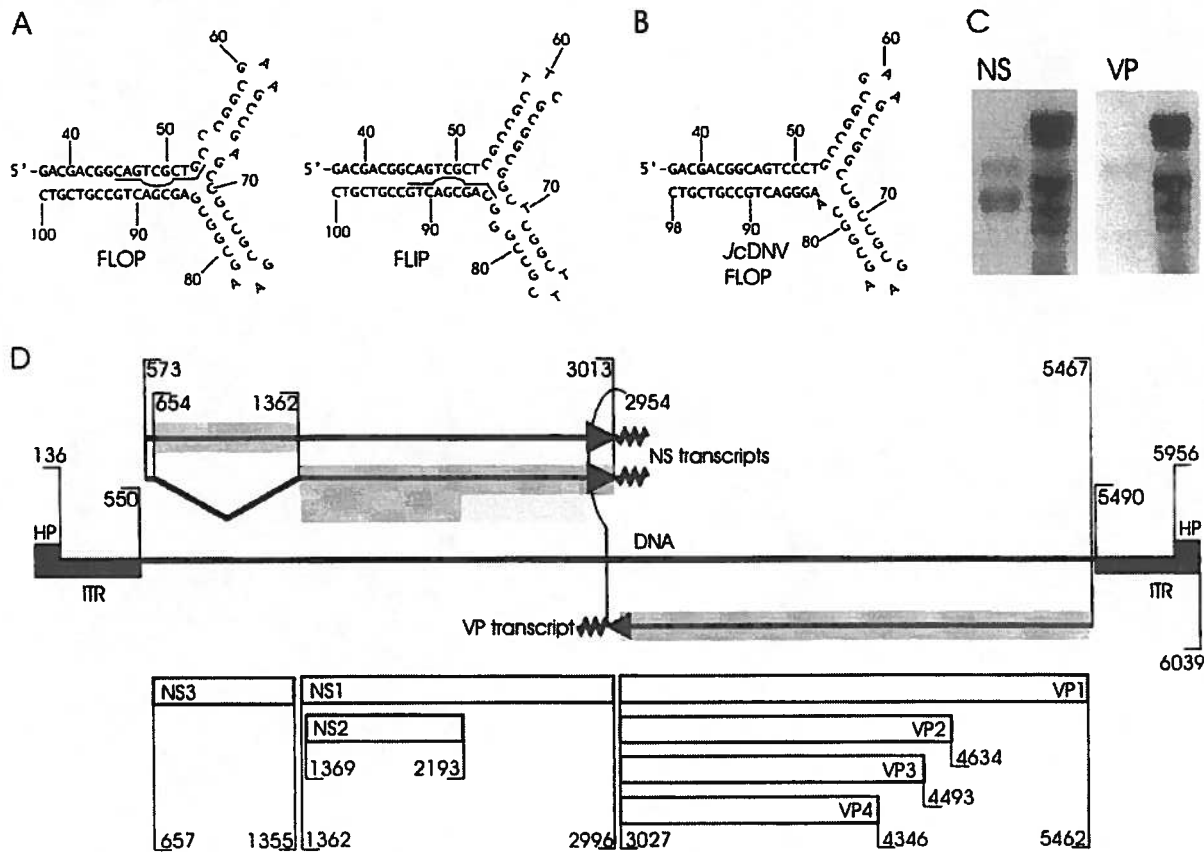 A
60
40
50
5'-GACGACGGCAGTCGCT
CTGCTGCCGTCAGCGA
70
100
90
80
FLOP
60
40
50
5'-GACGACGGCAGTCGCT
CTGCTGCCGTCAGCGA
70
100
90
80
FLIP
B
60
40
50
5'-GACGACGGCAGTCCCT
CTGCTGCCGTCAGGGA
70
98
90
80
JcDNV
FLOP
C
NS
VP
D
573
654
1362
3013
2954
5467
NS transcripts
136
550
5956
5490
HP
DNA
HP
ITR
ITR
VP transcript
6039
NS3
NS1
VP1
NS2
VP2
1369
2193
4634
VP3
4493
VP4
657
1355
1362
2996
3027
4346
5462